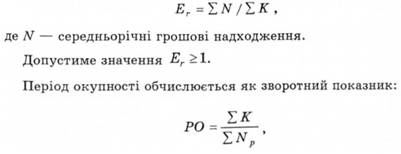 E_r = ∑N / ∑K ,
де N — середньорічні грошові надходження.
Допустиме значення E_r ≥ 1.
Період окупності обчислюється як зворотний показник:
PO = ∑K / ∑N_p ,